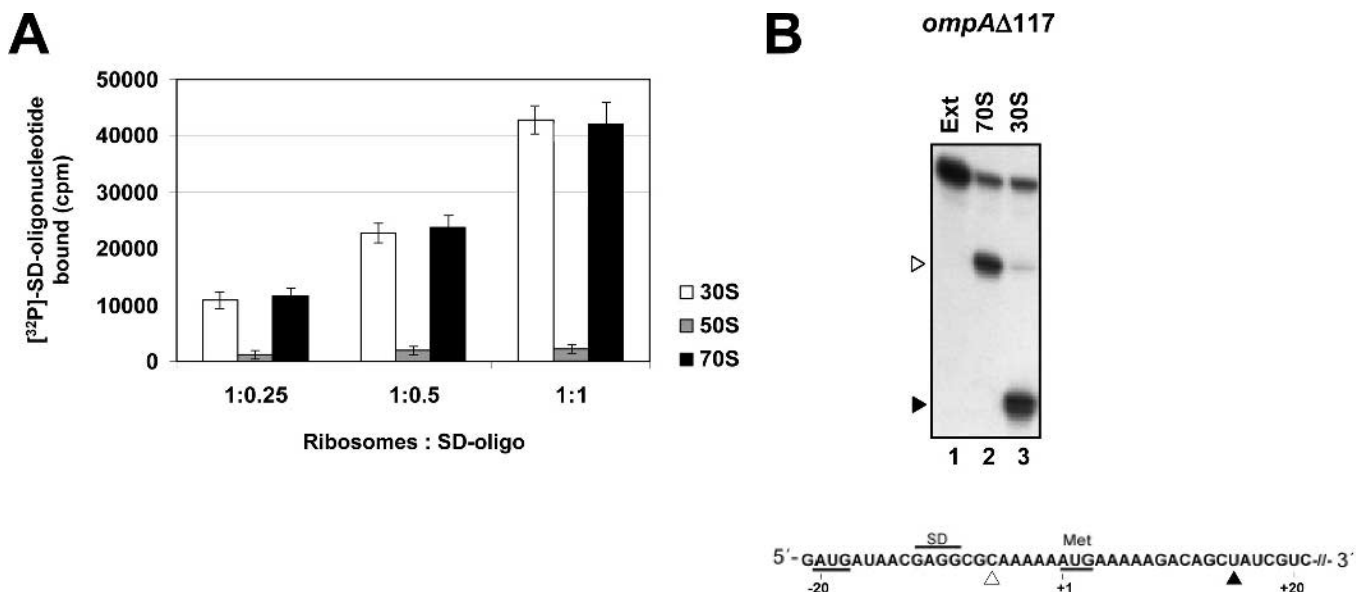 A
50000
40000
30000
20000
10000
0
[³²P]-SD-oligonucleotide
bound (cpm)
1:0.25 1:0.5 1:1
Ribosomes : SD-oligo
30S
50S
70S
B
ompAΔ117
Ext 70S 30S
1 2 3
SD Met
5´- GAUGAUAACGAGGCGCAAAAAAUGAAAAAGACAGCUAUCGUC-//- 3´
-20 +1 +20